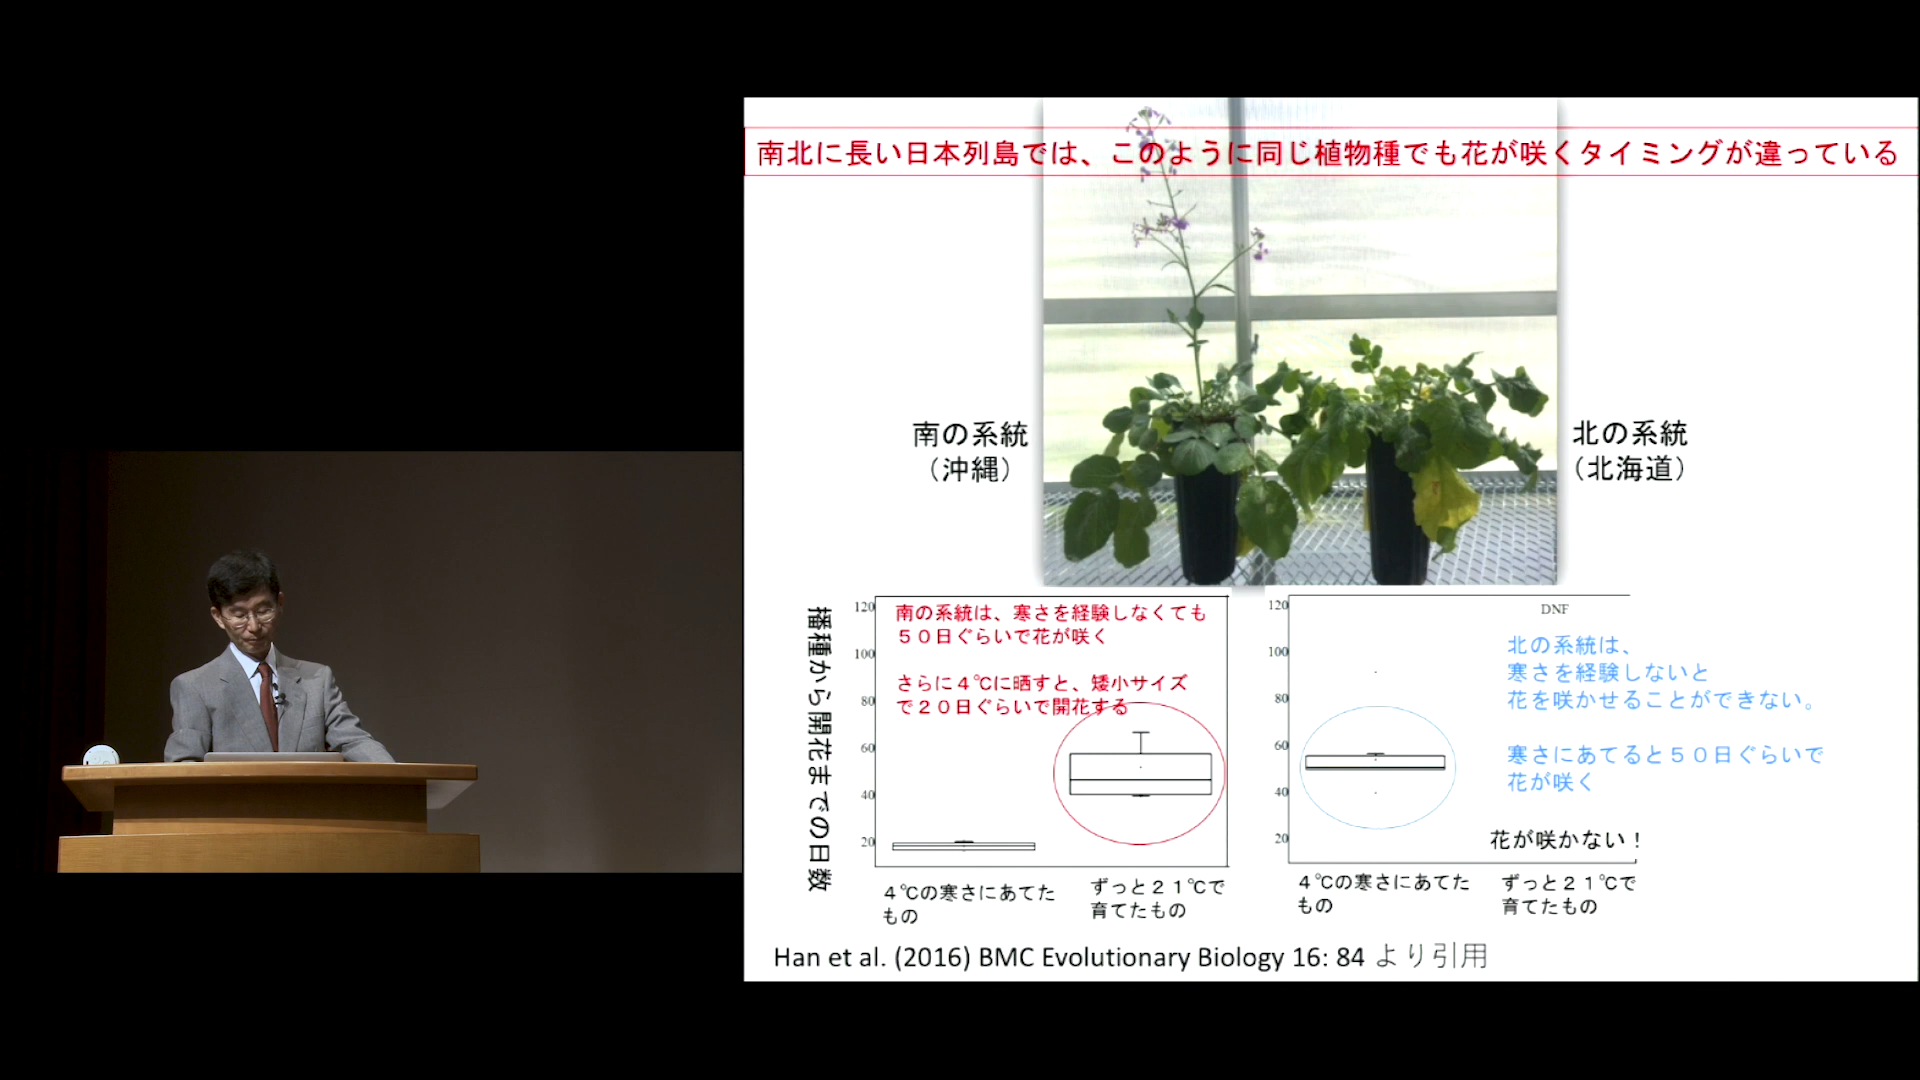 南北に長い日本列島では、このように同じ植物種でも花が咲くタイミングが違っている
南の系統
（沖縄）
北の系統
（北海道）
播種から開花までの日数
120
100
80
60
40
20
南の系統は、寒さを経験しなくても
５０日ぐらいで花が咲く
さらに４℃に晒すと、矮小サイズ
で２０日ぐらいで開花する
４℃の寒さにあてた
もの
ずっと２１℃で
育てたもの
120
100
80
60
40
20
DNF
北の系統は、
寒さを経験しないと
花を咲かせることができない。
寒さにあてると５０日ぐらいで
花が咲く
花が咲かない！
４℃の寒さにあてた
もの
ずっと２１℃で
育てたもの
Han et al. (2016) BMC Evolutionary Biology 16: 84 より引用